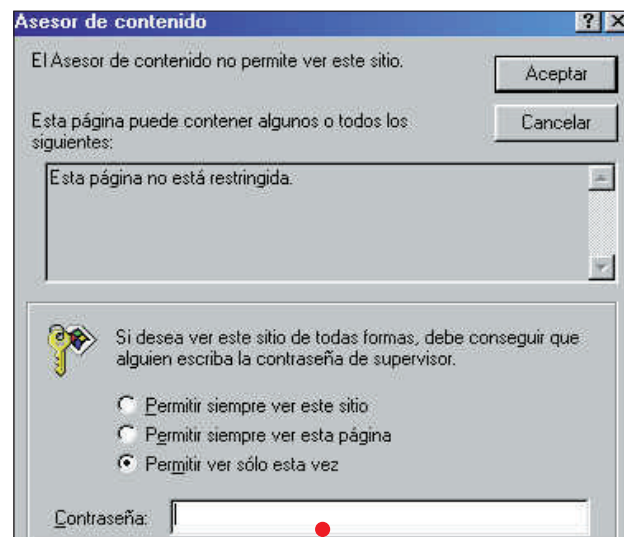 Asesor de contenido
El Asesor de contenido no permite ver este sitio.
Aceptar
Esta página puede contener algunos o todos los
siguientes:
Cancelar
Esta página no está restringida.
Si desea ver este sitio de todas formas, debe conseguir que
alguien escriba la contraseña de supervisor.
Permitir siempre ver este sitio
Permitir siempre ver esta página
Permitir ver sólo esta vez
Contraseña: